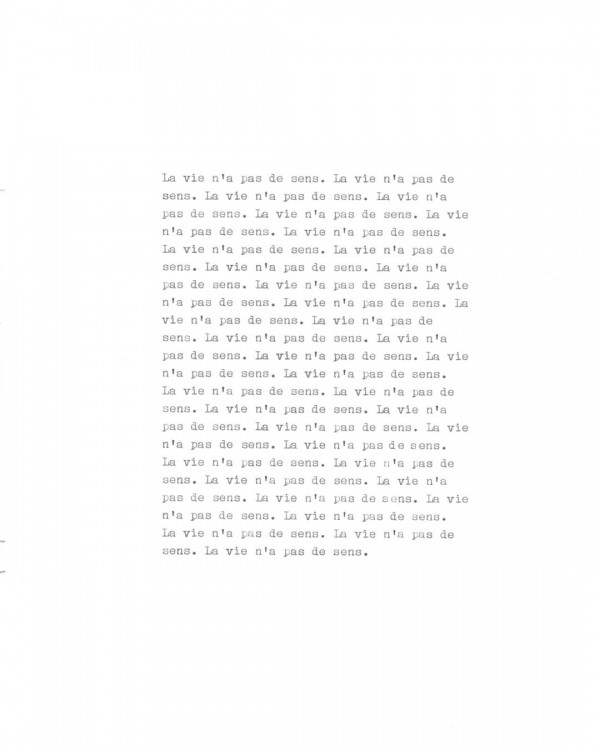 La vie n'a pas de sens. La vie n'a pas de
sens. La vie n'a pas de sens. La vie n'a
pas de sens. La vie n'a pas de sens. La vie
n'a pas de sens. La vie n'a pas de sens.
La vie n'a pas de sens. La vie n'a pas de
sens. La vie n'a pas de sens. La vie n'a
pas de sens. La vie n'a pas de sens. La vie
n'a pas de sens. La vie n'a pas de sens. La
vie n'a pas de sens. La vie n'a pas de
sens. La vie n'a pas de sens. La vie n'a
pas de sens. La vie n'a pas de sens. La vie
n'a pas de sens. La vie n'a pas de sens.
La vie n'a pas de sens. La vie n'a pas de
sens. La vie n'a pas de sens. La vie n'a
pas de sens. La vie n'a pas de sens. La vie
n'a pas de sens. La vie n'a pas de sens.
La vie n'a pas de sens. La vie n'a pas de
sens. La vie n'a pas de sens. La vie n'a
pas de sens. La vie n'a pas de sens. La vie
n'a pas de sens. La vie n'a pas de sens.
La vie n'a pas de sens. La vie n'a pas de
sens. La vie n'a pas de sens.